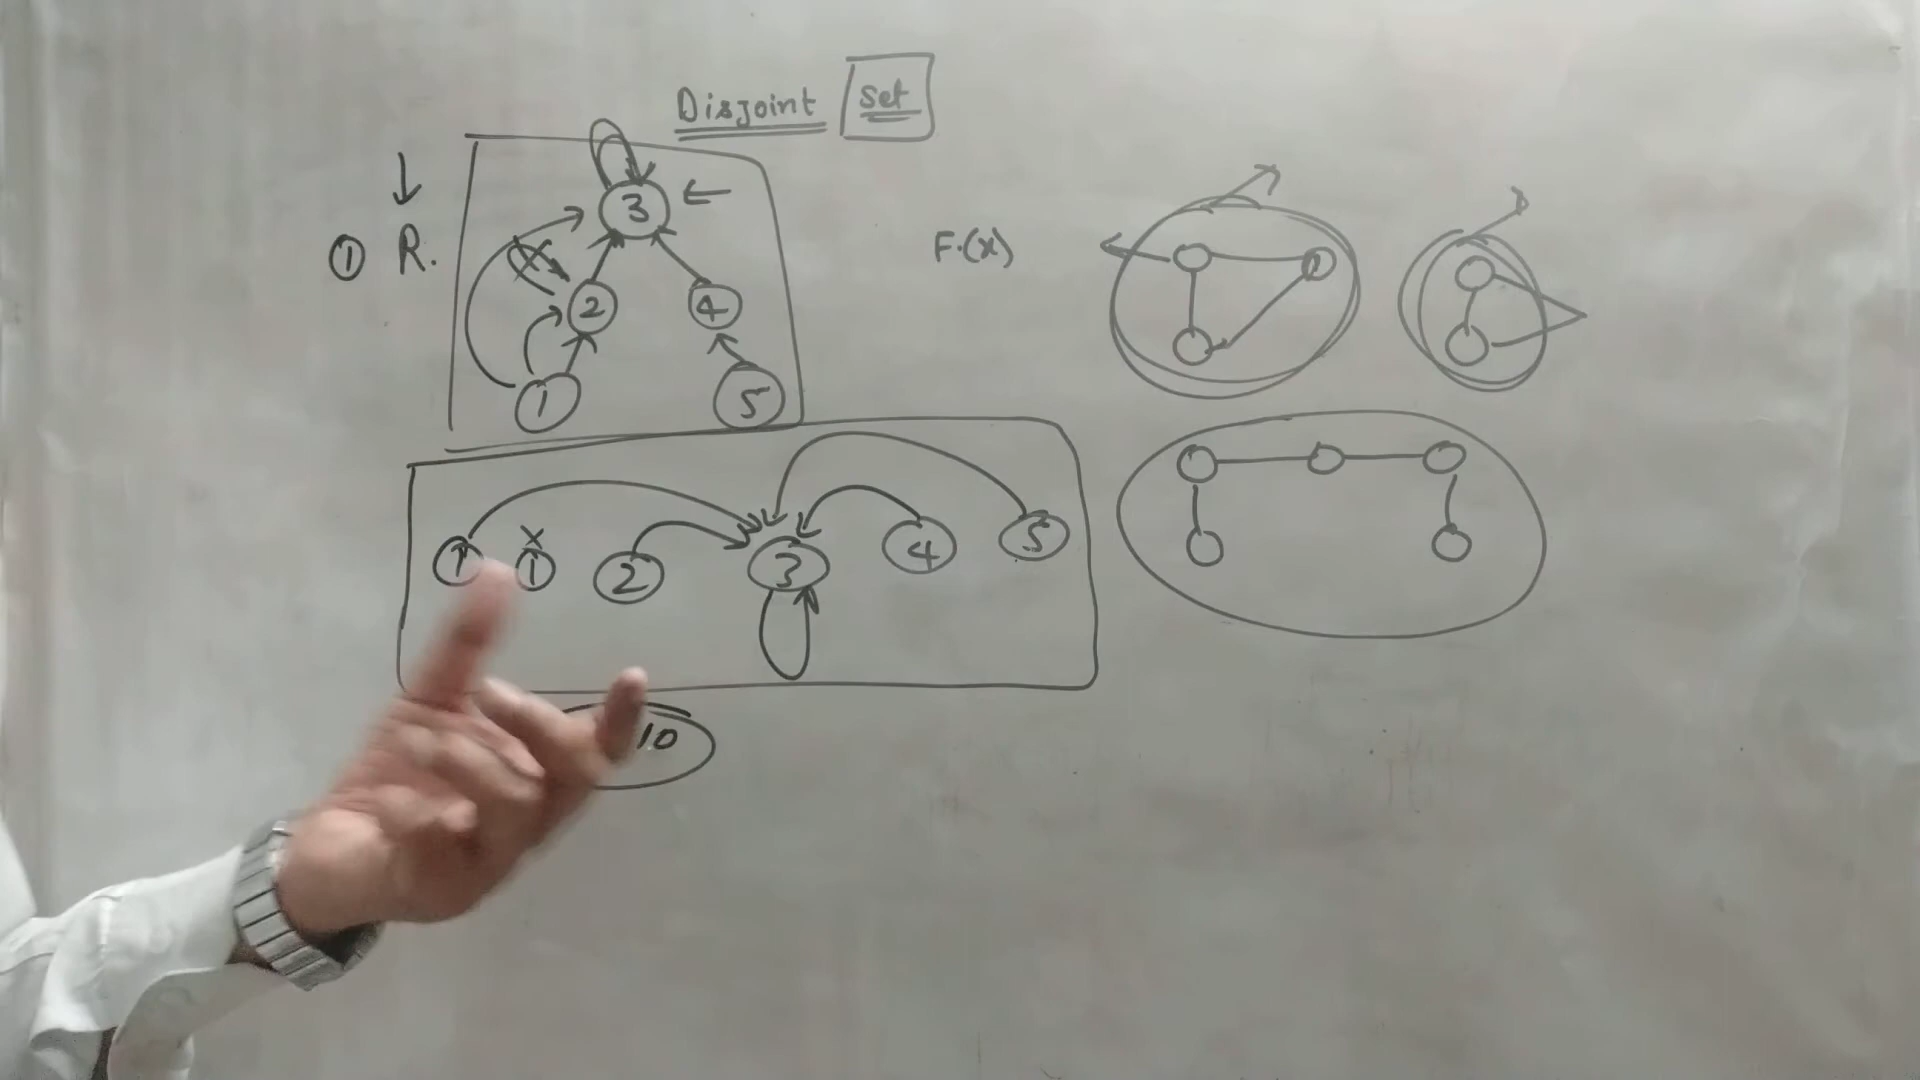 Disjoint Set
3
① R.
F.(x)
2 4
1 5
1 1 2 3 4 5
10